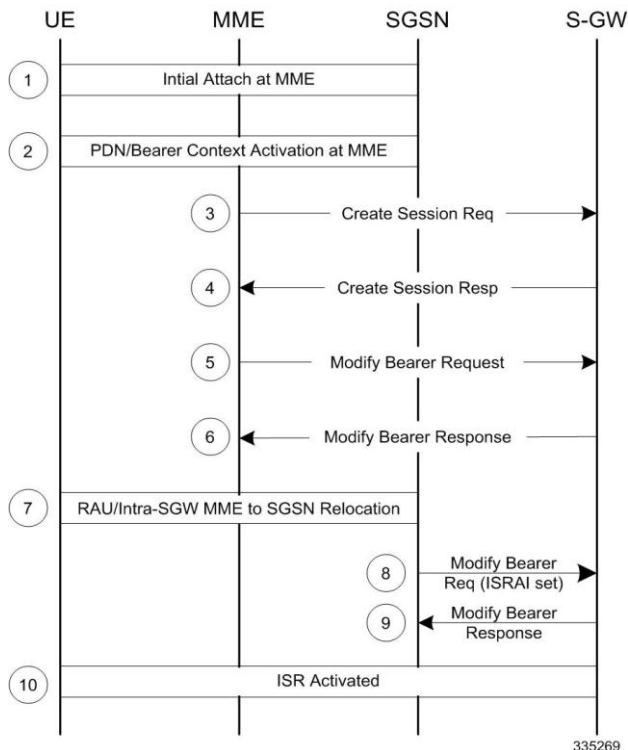 UE MME SGSN S-GW
1 Intial Attach at MME
2 PDN/Bearer Context Activation at MME
3 Create Session Req
4 Create Session Resp
5 Modify Bearer Request
6 Modify Bearer Response
7 RAU/Intra-SGW MME to SGSN Relocation
8 Modify Bearer
Req (ISRAI set)
9 Modify Bearer
Response
10 ISR Activated
335269